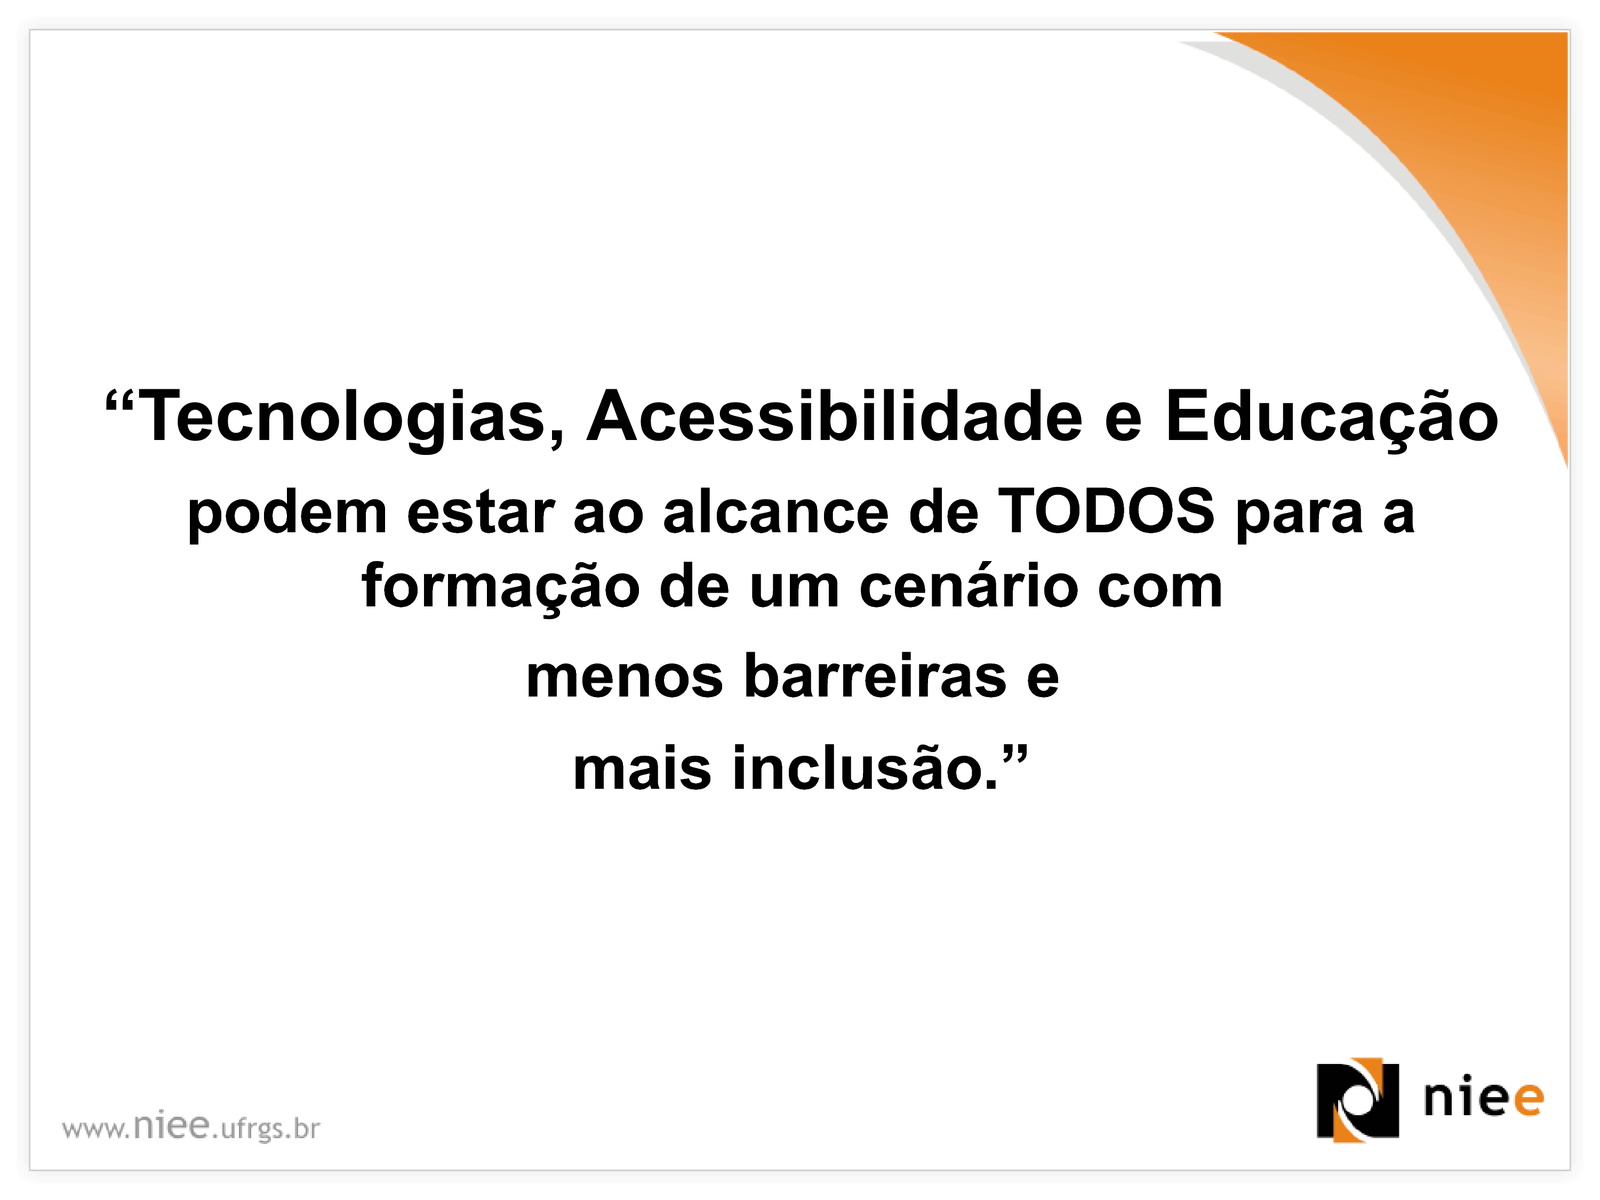 “Tecnologias, Acessibilidade e Educação
podem estar ao alcance de TODOS para a
formação de um cenário com
menos barreiras e
mais inclusão.”
www.niee.ufrgs.br
niee